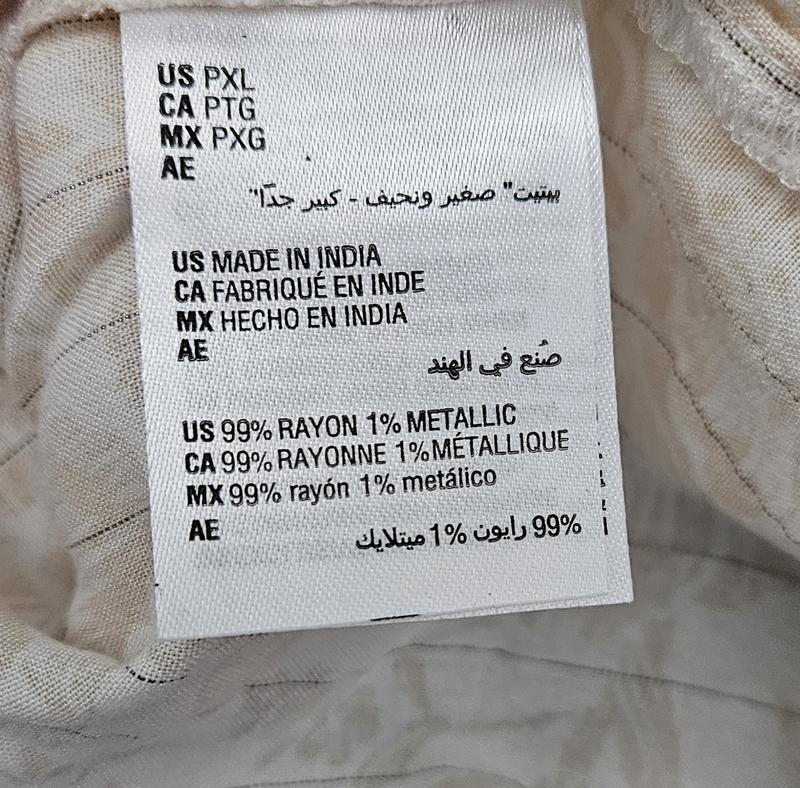 US PXL
CA PTG
MX PXG
AE
بيتيت" صغير ونحيف - كبير جدًا"
US MADE IN INDIA
CA FABRIQUÉ EN INDE
MX HECHO EN INDIA
AE
صُنع في الهند
US 99% RAYON 1% METALLIC
CA 99% RAYONNE 1% MÉTALLIQUE
MX 99% rayón 1% metálico
AE
99% رايون 1% ميتلايك